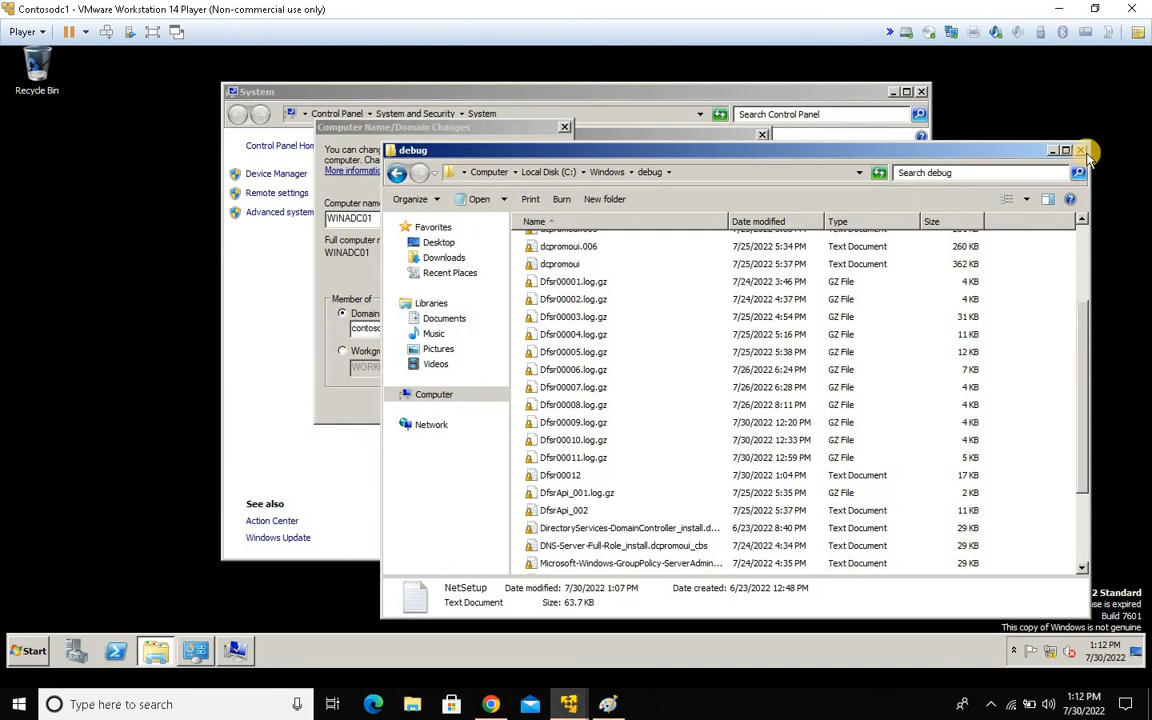 Contosodc1 - VMware Workstation 14 Player (Non-commercial use only)
Player
Recycle Bin
System
Control Panel System and Security System
Search Control Panel
Control Panel Hom
Device Manager
Remote settings
Advanced system
See also
Action Center
Windows Update
Computer Name/Domain Changes
You can chang
computer. Cha
More informatio
Computer name
WINADC01
Full computer n
WINADC01
Member of
Domai
contoso
Workgr
WORK
debug
Computer Local Disk (C:) Windows debug
Search debug
Organize Open Print Burn New folder
Favorites
Desktop
Downloads
Recent Places
Libraries
Documents
Music
Pictures
Videos
Computer
Network
Name Date modified Type Size
dcpromoui.006 7/25/2022 5:34 PM Text Document 260 KB
dcpromoui 7/25/2022 5:37 PM Text Document 362 KB
Dfsr00001.log.gz 7/24/2022 3:46 PM GZ File 4 KB
Dfsr00002.log.gz 7/24/2022 4:37 PM GZ File 4 KB
Dfsr00003.log.gz 7/25/2022 4:54 PM GZ File 31 KB
Dfsr00004.log.gz 7/25/2022 5:16 PM GZ File 11 KB
Dfsr00005.log.gz 7/25/2022 5:38 PM GZ File 12 KB
Dfsr00006.log.gz 7/26/2022 6:24 PM GZ File 7 KB
Dfsr00007.log.gz 7/26/2022 6:28 PM GZ File 4 KB
Dfsr00008.log.gz 7/26/2022 8:11 PM GZ File 4 KB
Dfsr00009.log.gz 7/30/2022 12:20 PM GZ File 4 KB
Dfsr00010.log.gz 7/30/2022 12:33 PM GZ File 4 KB
Dfsr00011.log.gz 7/30/2022 12:59 PM GZ File 5 KB
Dfsr00012 7/30/2022 1:04 PM Text Document 17 KB
DfsrApi_001.log.gz 7/25/2022 5:35 PM GZ File 2 KB
DfsrApi_002 7/25/2022 5:37 PM Text Document 11 KB
DirectoryServices-DomainController_install.d... 6/23/2022 8:40 PM Text Document 29 KB
DNS-Server-Full-Role_install.dcpromoui_cbs 7/24/2022 4:34 PM Text Document 29 KB
Microsoft-Windows-GroupPolicy-ServerAdmin... 7/24/2022 4:35 PM Text Document 29 KB
NetSetup Date modified: 7/30/2022 1:07 PM Date created: 6/23/2022 12:48 PM
Text Document Size: 63.7 KB
2 Standard
se is expired
Build 7601
This copy of Windows is not genuine
Start
1:12 PM
7/30/2022
Type here to search
1:12 PM
7/30/2022